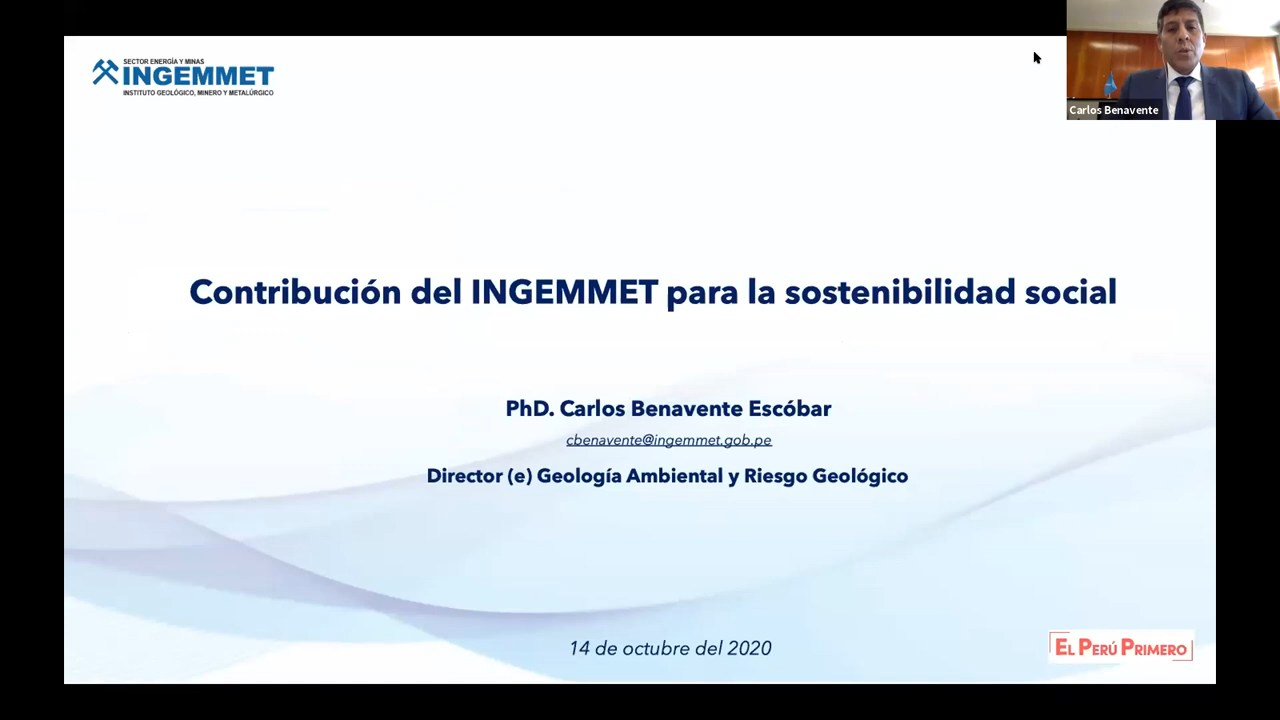 SECTOR ENERGÍA Y MINAS
INGEMMET
INSTITUTO GEOLÓGICO, MINERO Y METALÚRGICO
Carlos Benavente
Contribución del INGEMMET para la sostenibilidad social
PhD. Carlos Benavente Escóbar
cbenavente@ingemmet.gob.pe
Director (e) Geología Ambiental y Riesgo Geológico
14 de octubre del 2020
EL PERÚ PRIMERO